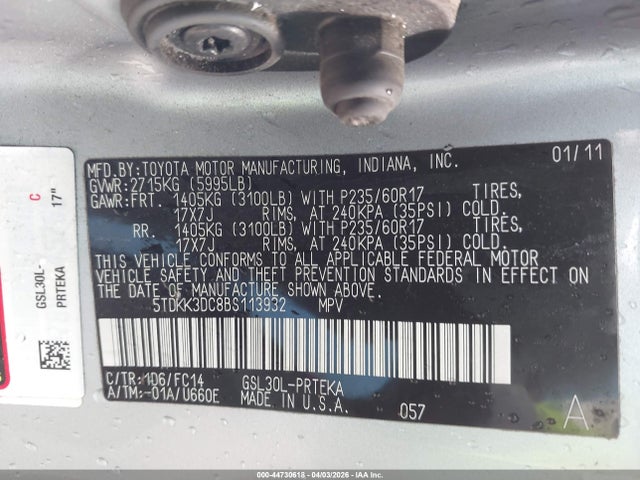 MFD.BY:TOYOTA MOTOR MANUFACTURING, INDIANA, INC. 01/11
GVWR:2715KG (5995LB)
GAWR:FRT. 1405KG (3100LB) WITH P235/60R17 TIRES,
17X7J RIMS, AT 240KPA (35PSI) COLD.
RR. 1405KG (3100LB) WITH P235/60R17 TIRES,
17X7J RIMS, AT 240KPA (35PSI) COLD.
THIS VEHICLE CONFORMS TO ALL APPLICABLE FEDERAL MOTOR
VEHICLE SAFETY AND THEFT PREVENTION STANDARDS IN EFFECT ON
THE DATE OF MANUFACTURE SHOWN ABOVE.
5TDKK3DC8BS113932 MPV
C/TR:1D6/FC14 GSL30L-PRTEKA
A/TM:-01A/U660E MADE IN U.S.A. 057 A
C
17"
GSL30L-
PRTEKA
000-44730618 - 04/03/2026 - IAA Inc.